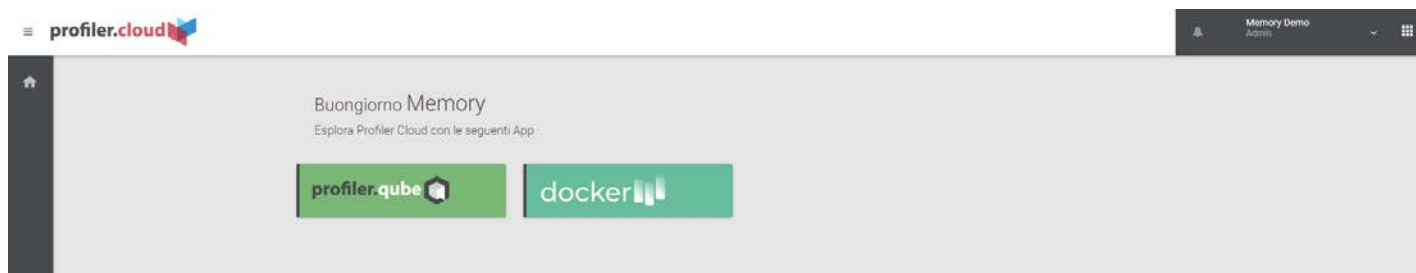 profiler.cloud
Memory Demo
Admin
Buongiorno Memory
Esplora Profiler Cloud con le seguenti App
profiler.qube
docker